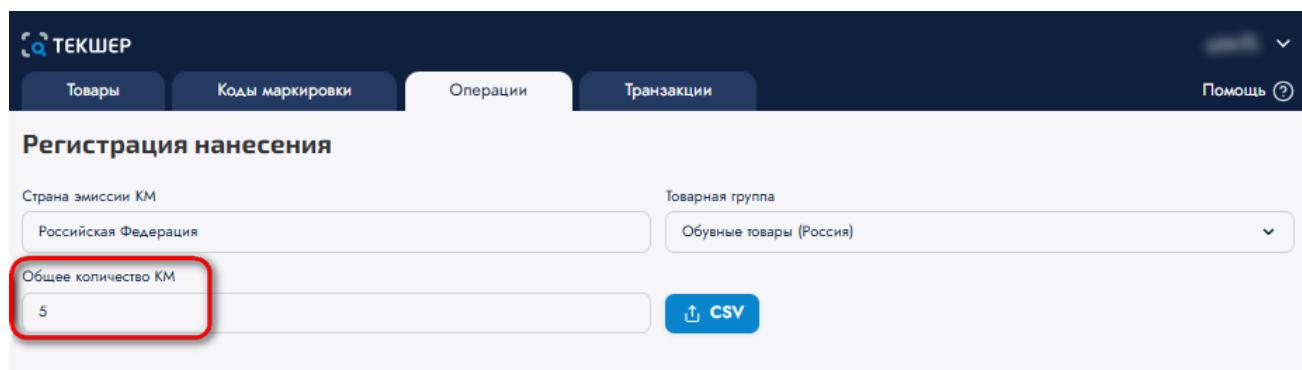 ТЕКШЕР
Товары Коды маркировки Операции Транзакции Помощь
Регистрация нанесения
Страна эмиссии КМ Товарная группа
Российская Федерация Обувные товары (Россия)
Общее количество КМ
5 CSV